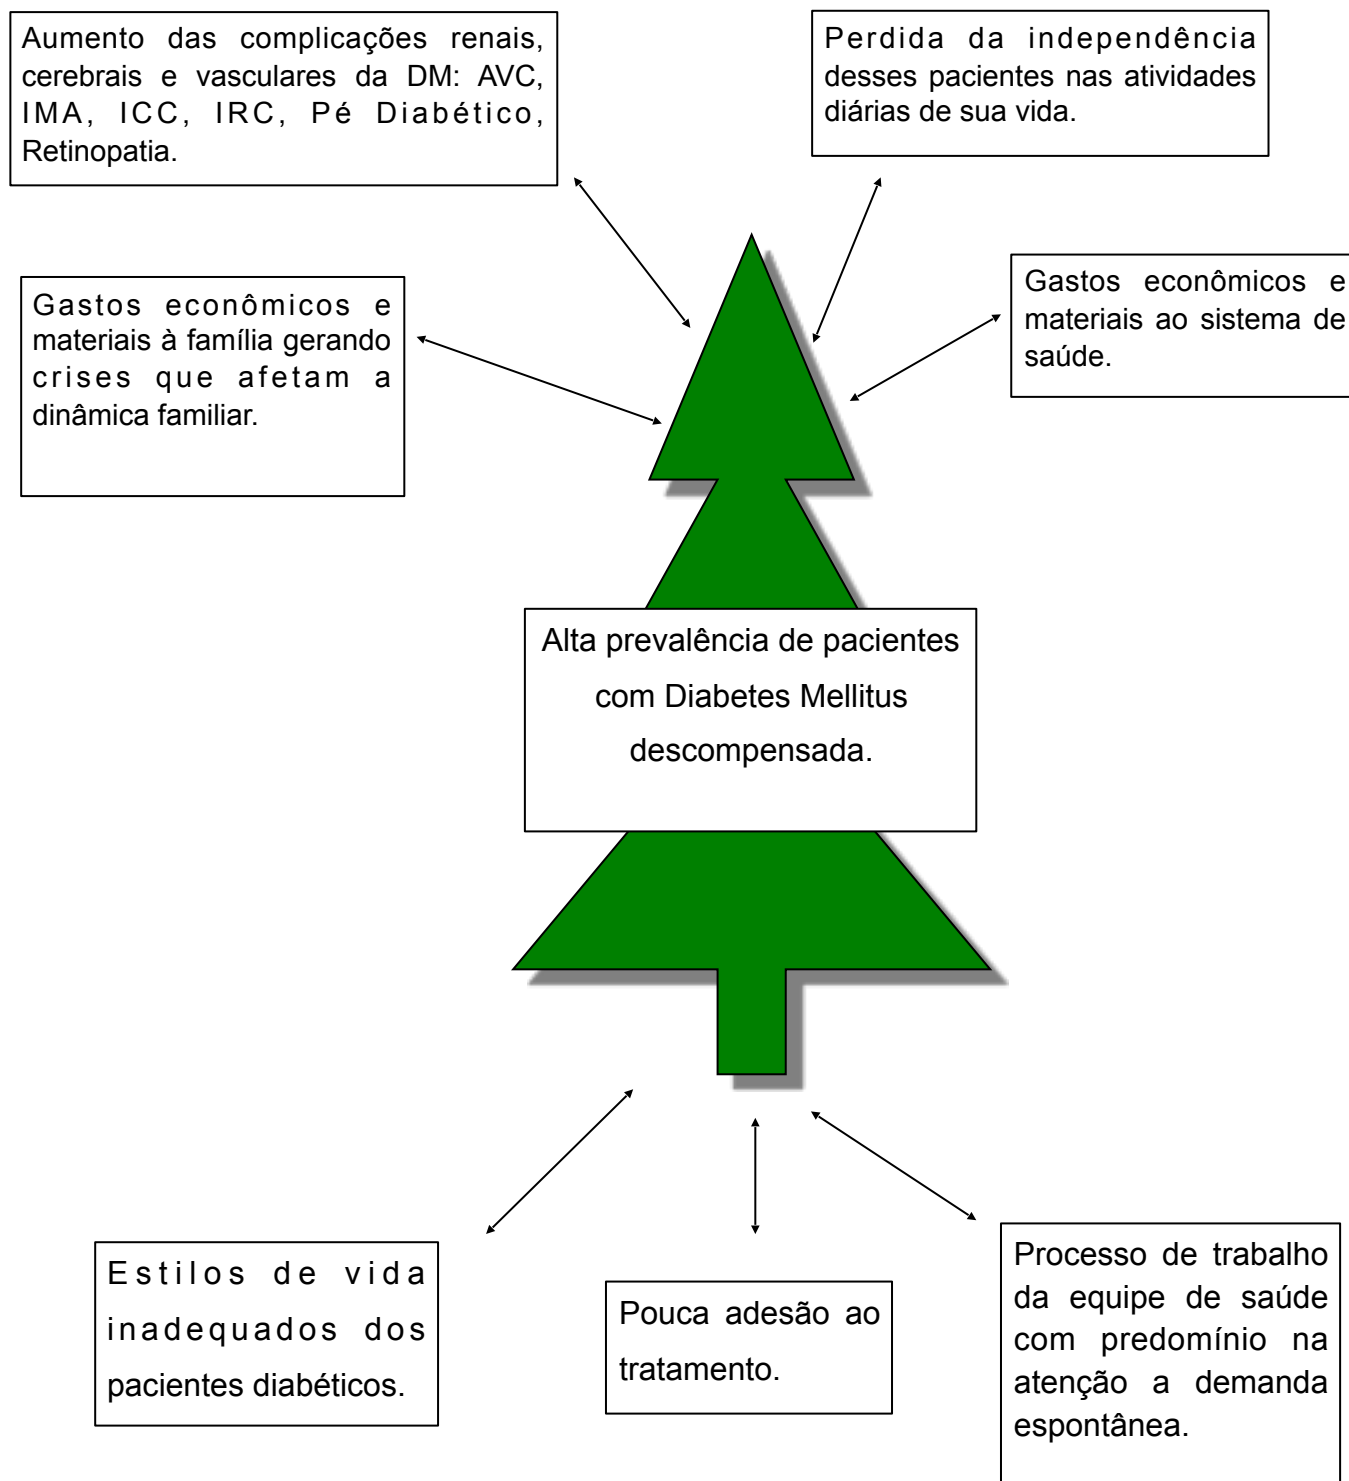 Aumento das complicações renais,
cerebrais e vasculares da DM: AVC,
IMA, ICC, IRC, Pé Diabético,
Retinopatia.
Perdida da independência
desses pacientes nas atividades
diárias de sua vida.
Gastos econômicos e
materiais à família gerando
crises que afetam a
dinâmica familiar.
Gastos econômicos e
materiais ao sistema de
saúde.
Alta prevalência de pacientes
com Diabetes Mellitus
descompensada.
Estilos de vida
inadequados dos
pacientes diabéticos.
Pouca adesão ao
tratamento.
Processo de trabalho
da equipe de saúde
com predomínio na
atenção a demanda
espontânea.